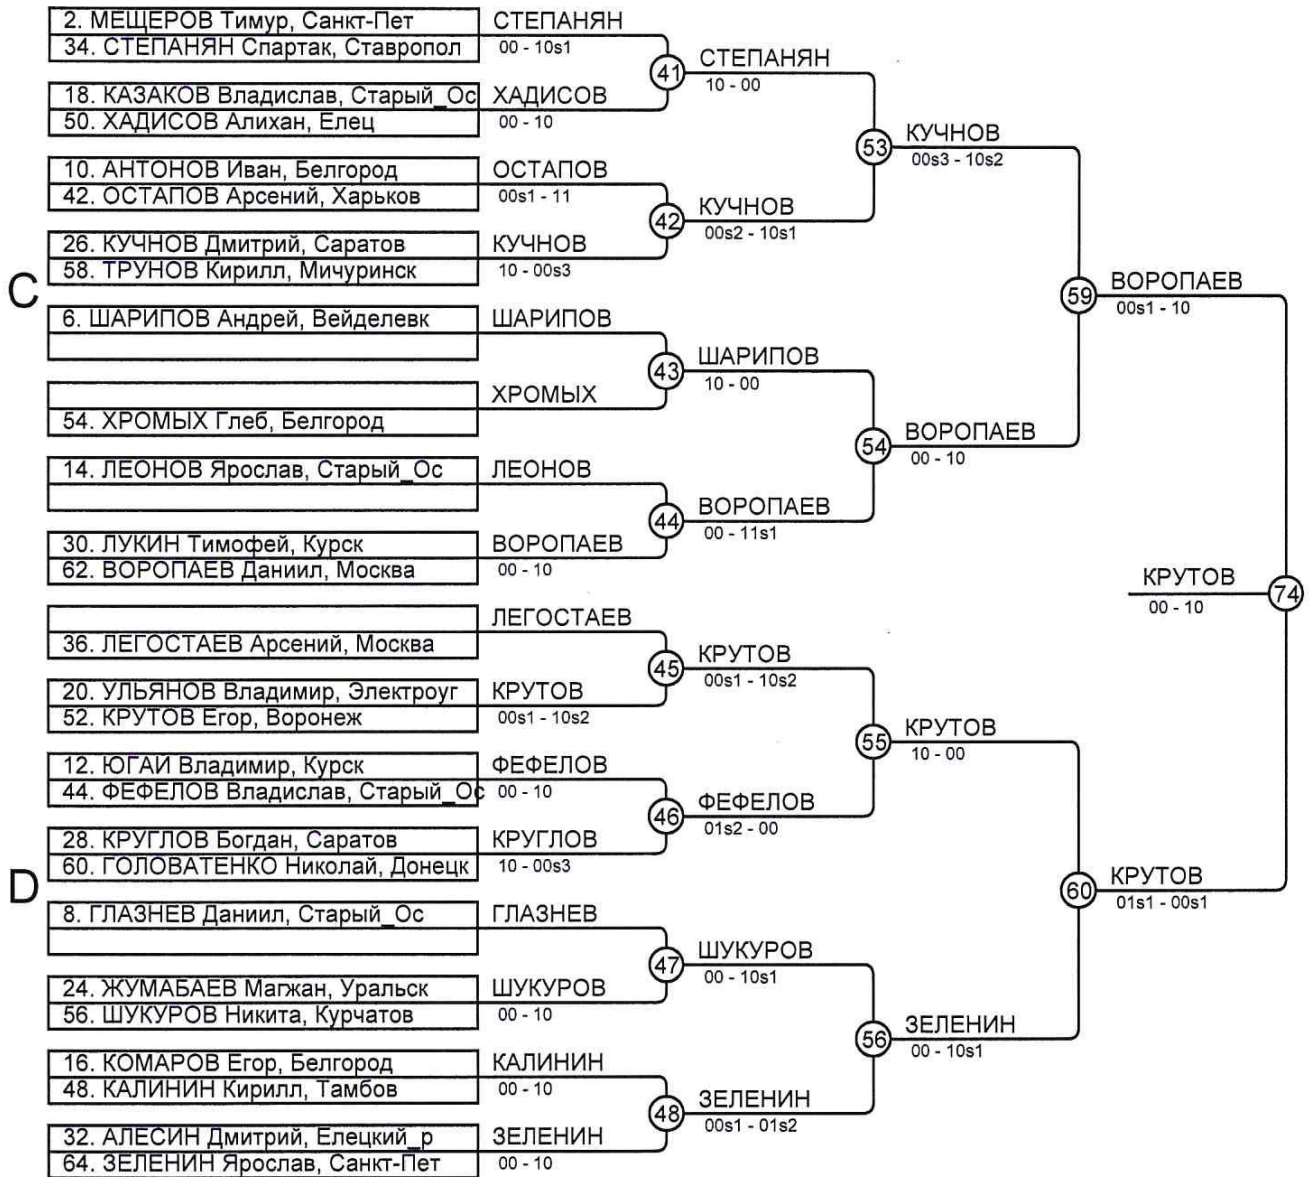 2. МЕЩЕРОВ Тимур, Санкт-Пет
34. СТЕПАНЯН Спартак, Ставропол
СТЕПАНЯН
00 - 10s1
41
СТЕПАНЯН
10 - 00
18. КАЗАКОВ Владислав, Старый_Ос
50. ХАДИСОВ Алихан, Елец
ХАДИСОВ
00 - 10
53
КУЧНОВ
00s3 - 10s2
10. АНТОНОВ Иван, Белгород
42. ОСТАПОВ Арсений, Харьков
ОСТАПОВ
00s1 - 11
42
КУЧНОВ
00s2 - 10s1
26. КУЧНОВ Дмитрий, Саратов
58. ТРУНОВ Кирилл, Мичуринск
КУЧНОВ
10 - 00s3
C
59
ВОРОПАЕВ
00s1 - 10
6. ШАРИПОВ Андрей, Вейделевк
ШАРИПОВ
43
ШАРИПОВ
10 - 00
54. ХРОМЫХ Глеб, Белгород
ХРОМЫХ
54
ВОРОПАЕВ
00 - 10
14. ЛЕОНОВ Ярослав, Старый_Ос
ЛЕОНОВ
44
ВОРОПАЕВ
00 - 11s1
30. ЛУКИН Тимофей, Курск
62. ВОРОПАЕВ Даниил, Москва
ВОРОПАЕВ
00 - 10
КРУТОВ
00 - 10
74
36. ЛЕГОСТАЕВ Арсений, Москва
ЛЕГОСТАЕВ
45
КРУТОВ
00s1 - 10s2
20. УЛЬЯНОВ Владимир, Электроуг
52. КРУТОВ Егор, Воронеж
КРУТОВ
00s1 - 10s2
55
КРУТОВ
10 - 00
12. ЮГАЙ Владимир, Курск
44. ФЕФЕЛОВ Владислав, Старый_Ос
ФЕФЕЛОВ
00 - 10
46
ФЕФЕЛОВ
01s2 - 00
28. КРУГЛОВ Богдан, Саратов
60. ГОЛОВАТЕНКО Николай, Донецк
КРУГЛОВ
10 - 00s3
D
60
КРУТОВ
01s1 - 00s1
8. ГЛАЗНЕВ Даниил, Старый_Ос
ГЛАЗНЕВ
47
ШУКУРОВ
00 - 10s1
24. ЖУМАБАЕВ Магжан, Уральск
56. ШУКУРОВ Никита, Курчатов
ШУКУРОВ
00 - 10
56
ЗЕЛЕНИН
00 - 10s1
16. КОМАРОВ Егор, Белгород
48. КАЛИНИН Кирилл, Тамбов
КАЛИНИН
00 - 10
48
ЗЕЛЕНИН
00s1 - 01s2
32. АЛЕСИН Дмитрий, Елецкий_р
64. ЗЕЛЕНИН Ярослав, Санкт-Пет
ЗЕЛЕНИН
00 - 10